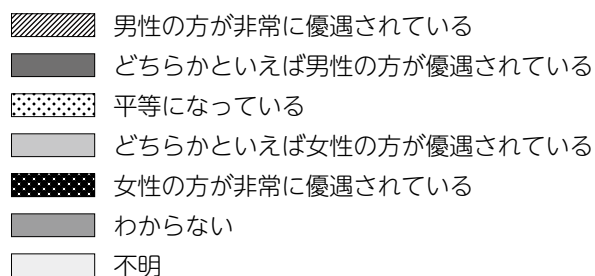 男性の方が非常に優遇されている
どちらかといえば男性の方が優遇されている
平等になっている
どちらかといえば女性の方が優遇されている
女性の方が非常に優遇されている
わからない
不明